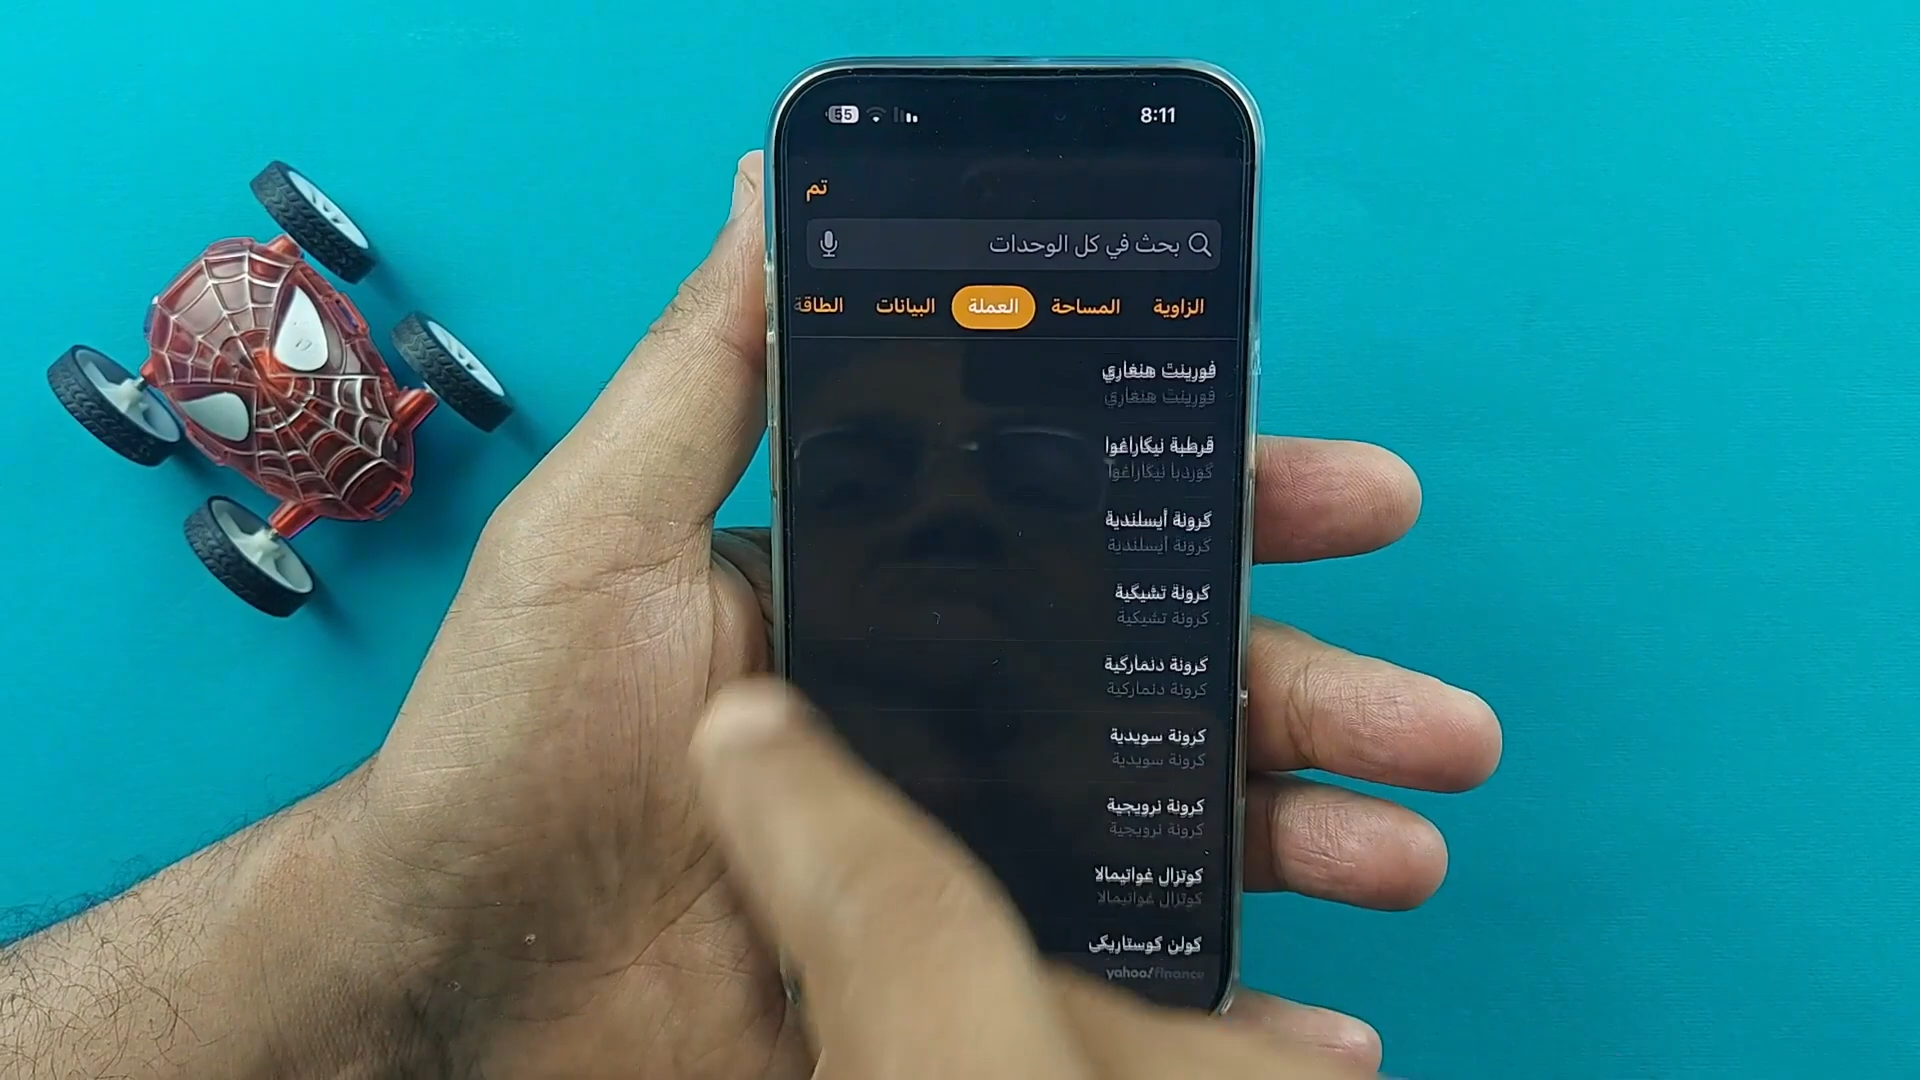 8:11
55
تم
بحث في كل الوحدات
الزاوية المساحة العملة البيانات الطاقة
فورينت هنغاري
فورينت هنغاري
قرطبة نيكاراغوا
كوردبا نيكاراغوا
كرونة أيسلندية
كرونة أيسلندية
كرونة تشيكية
كرونة تشيكية
كرونة دنماركية
كرونة دنماركية
كرونة سويدية
كرونة سويدية
كرونة نرويجية
كرونة نرويجية
كوتزال غواتيمالا
كوتزال غواتيمالا
كولن كوستاريكي
yahoo!finance